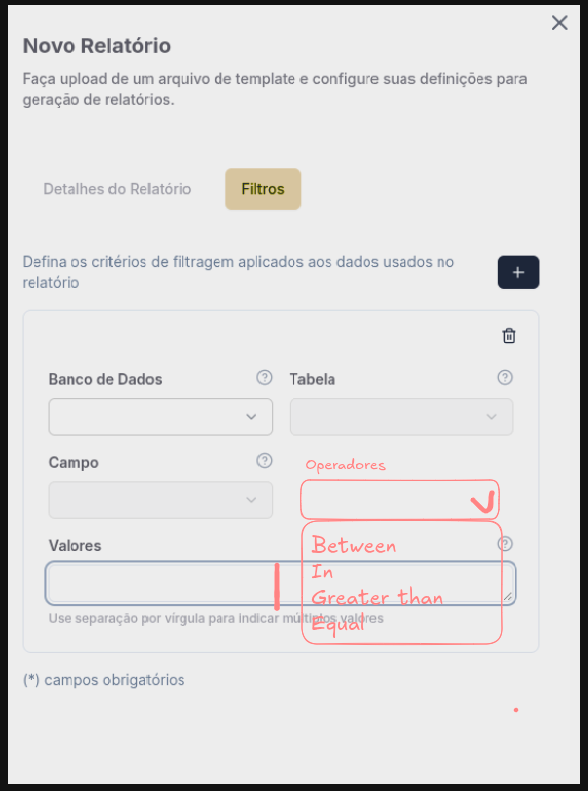 Novo Relatório
Faça upload de um arquivo de template e configure suas definições para
geração de relatórios.
Detalhes do Relatório
Filtros
Defina os critérios de filtragem aplicados aos dados usados no
relatório
+
Banco de Dados
?
Tabela
?
Campo
?
Operadores
Valores
?
Between
In
Greater than
Equal
Use separação por vírgula para indicar múltiplos valores
(*) campos obrigatórios